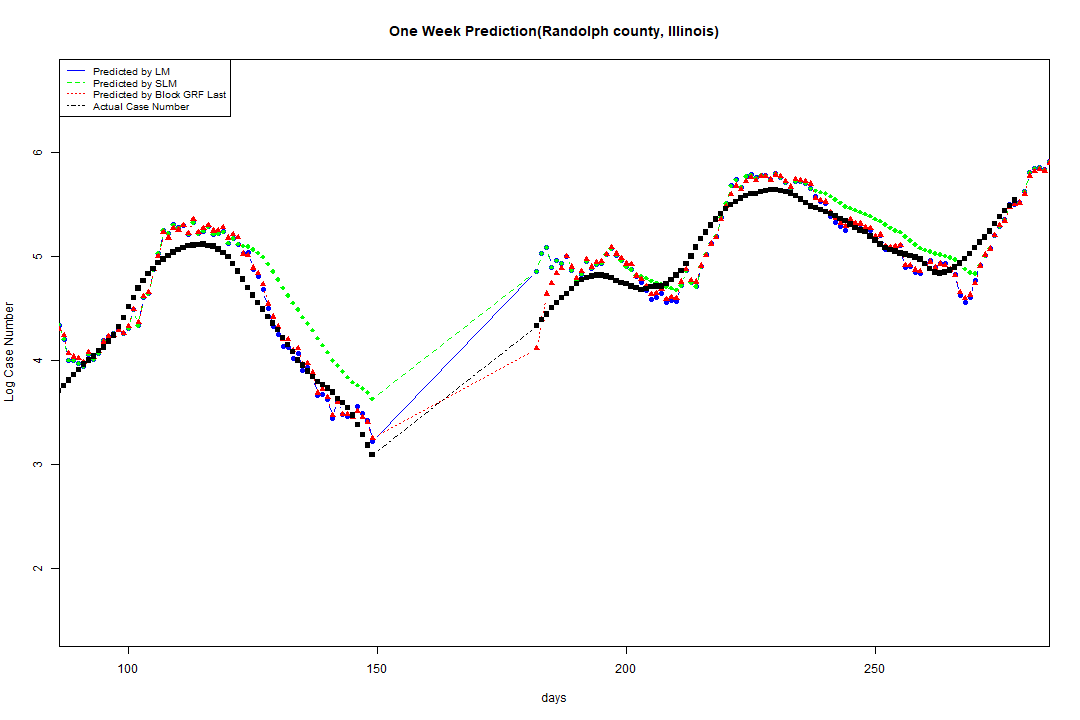 One Week Prediction(Randolph county, Illinois)
Predicted by LM
Predicted by SLM
Predicted by Block GRF Last
Actual Case Number
6
5
4
3
2
Log Case Number
100 150 200 250
days